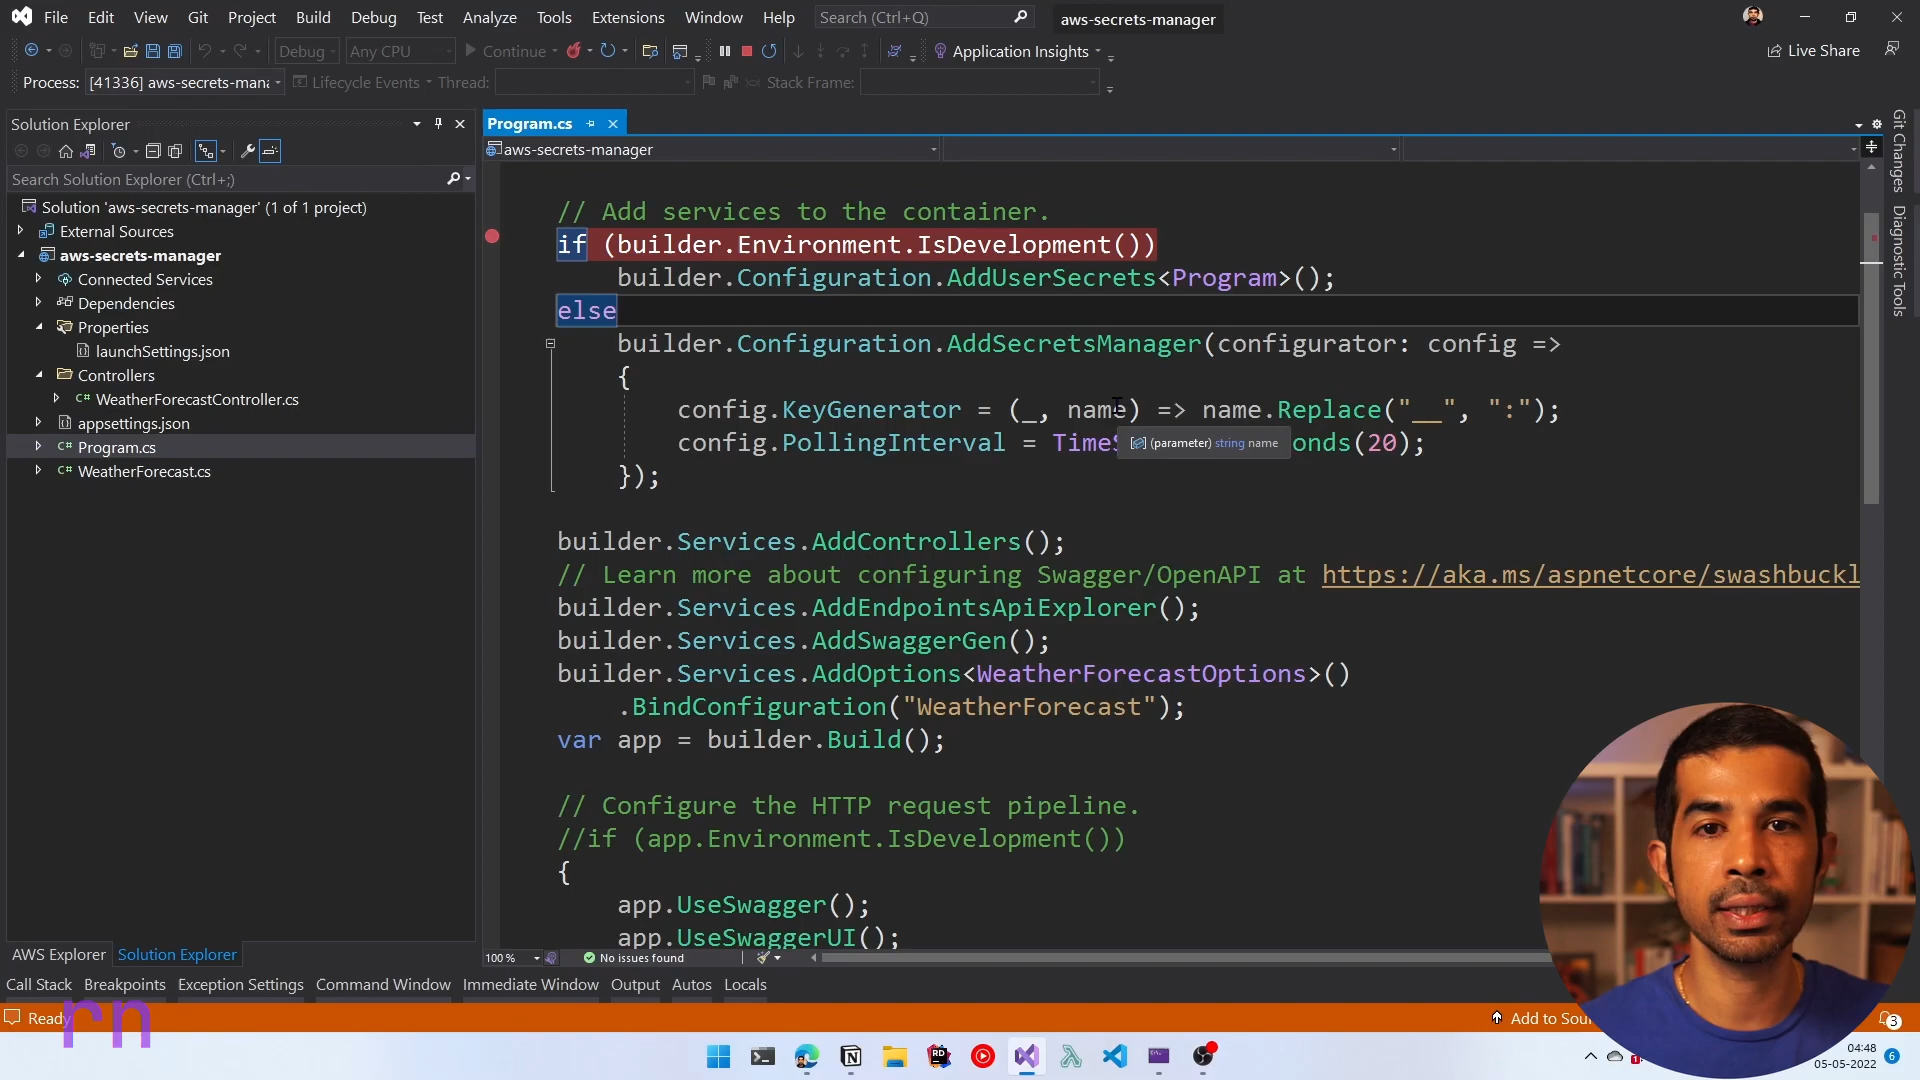 File Edit View Git Project Build Debug Test Analyze Tools Extensions Window Help Search (Ctrl+Q) aws-secrets-manager
Debug Any CPU Continue Application Insights Live Share
Process: [41336] aws-secrets-mana Lifecycle Events Thread: Stack Frame:
Solution Explorer
Search Solution Explorer (Ctrl+;)
Solution 'aws-secrets-manager' (1 of 1 project)
External Sources
aws-secrets-manager
Connected Services
Dependencies
Properties
launchSettings.json
Controllers
C# WeatherForecastController.cs
appsettings.json
C# Program.cs
C# WeatherForecast.cs
AWS Explorer Solution Explorer
Program.cs
aws-secrets-manager
// Add services to the container.
if (builder.Environment.IsDevelopment())
builder.Configuration.AddUserSecrets<Program>();
else
builder.Configuration.AddSecretsManager(configurator: config =>
{
config.KeyGenerator = (_, name) => name.Replace("__", ":");
config.PollingInterval = TimeS onds(20);
(parameter) string name
});
builder.Services.AddControllers();
// Learn more about configuring Swagger/OpenAPI at https://aka.ms/aspnetcore/swashbuckl
builder.Services.AddEndpointsApiExplorer();
builder.Services.AddSwaggerGen();
builder.Services.AddOptions<WeatherForecastOptions>()
.BindConfiguration("WeatherForecast");
var app = builder.Build();
// Configure the HTTP request pipeline.
//if (app.Environment.IsDevelopment())
{
app.UseSwagger();
app.UseSwaggerUI();
100 % No issues found
Git Changes
Diagnostic Tools
Call Stack Breakpoints Exception Settings Command Window Immediate Window Output Autos Locals
Ready Add to Sour 3
rn
RD N
04:48
05-05-2022 6